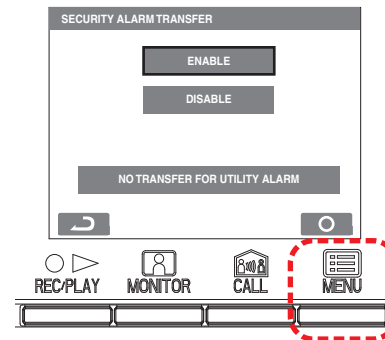 SECURITY ALARM TRANSFER
ENABLE
DISABLE
NO TRANSFER FOR UTILITY ALARM
REC/PLAY MONITOR CALL MENU